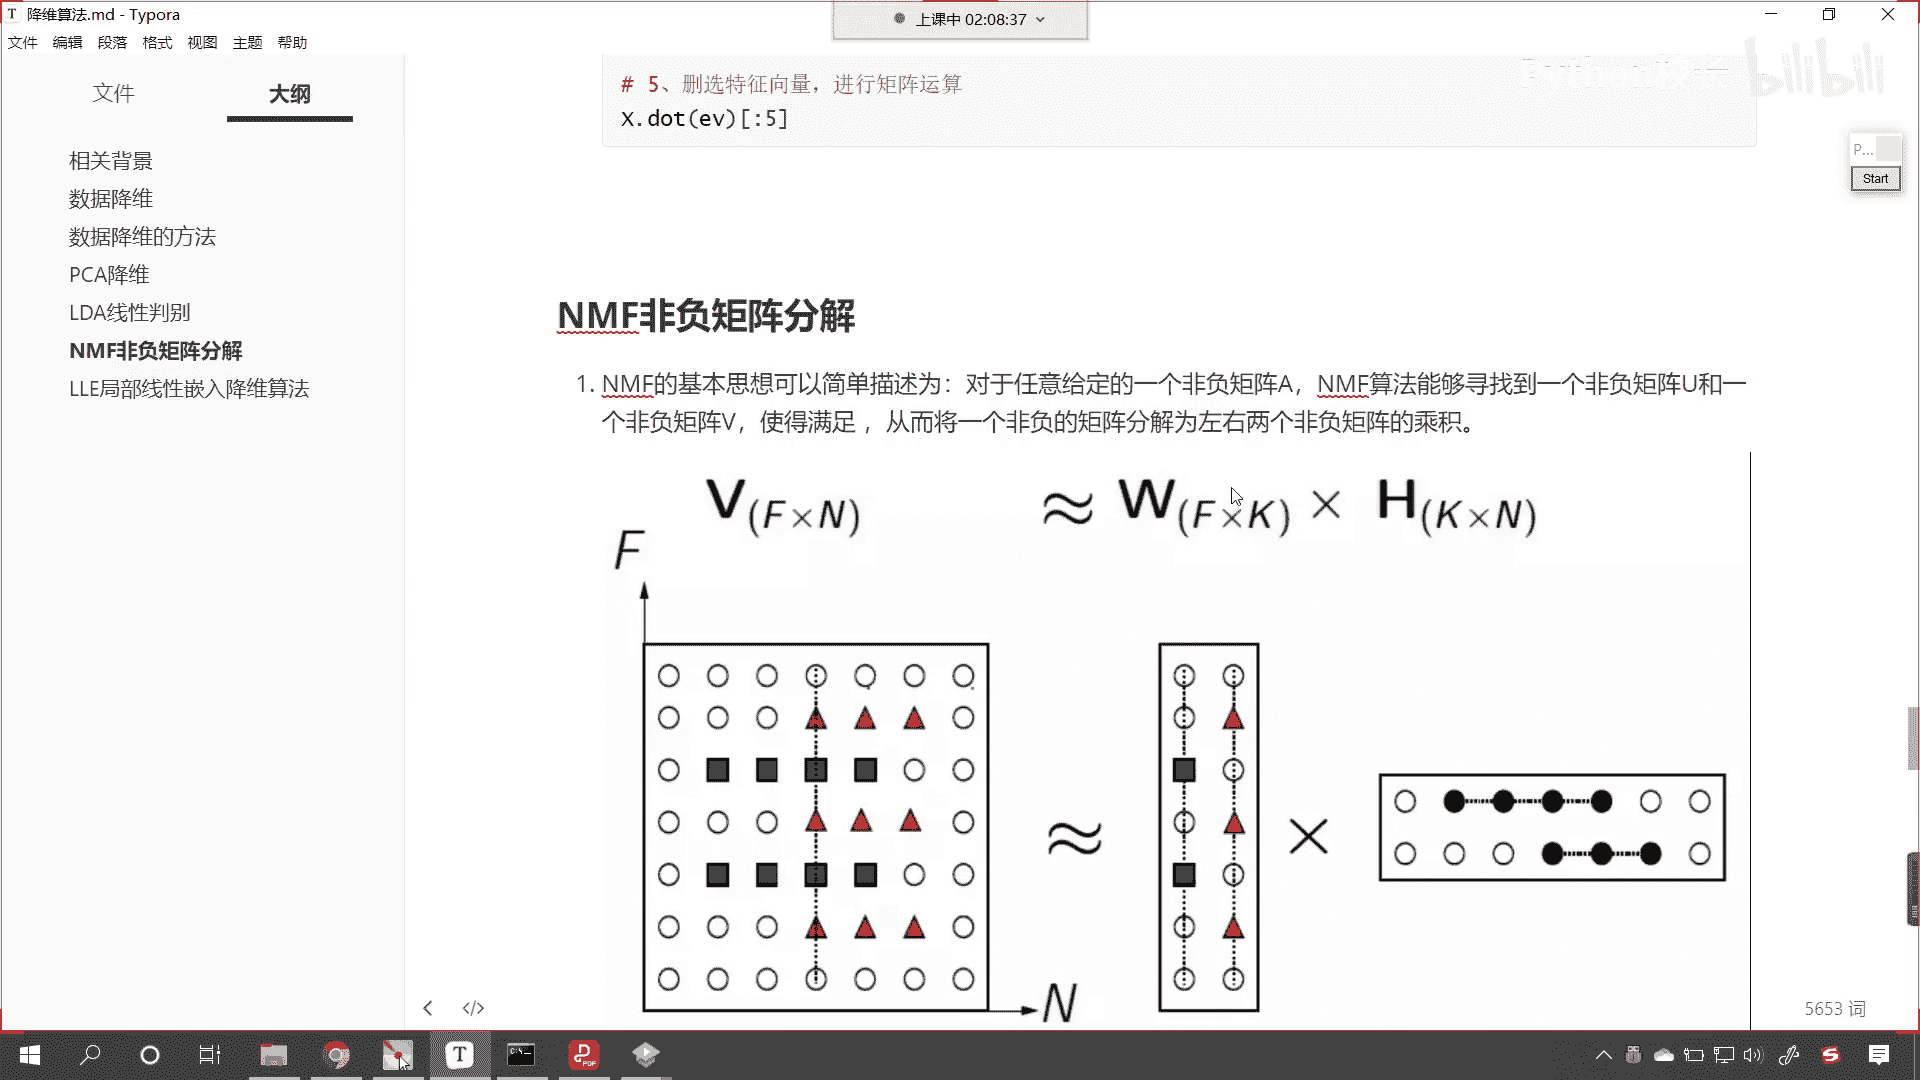 降维算法.md - Typora
上课中 02:08:37
文件 编辑 段落 格式 视图 主题 帮助
文件 大纲
相关背景
数据降维
数据降维的方法
PCA降维
LDA线性判别
NMF非负矩阵分解
LLE局部线性嵌入降维算法
# 5、删选特征向量，进行矩阵运算
X.dot(ev)[:5]
bilibili
P...
Start
NMF非负矩阵分解
1. NMF的基本思想可以简单描述为：对于任意给定的一个非负矩阵A，NMF算法能够寻找到一个非负矩阵U和一
个非负矩阵V，使得满足 ，从而将一个非负的矩阵分解为左右两个非负矩阵的乘积。
V(F×N) ≈ W(F×K) × H(K×N)
F
≈ ×
N
5653 词